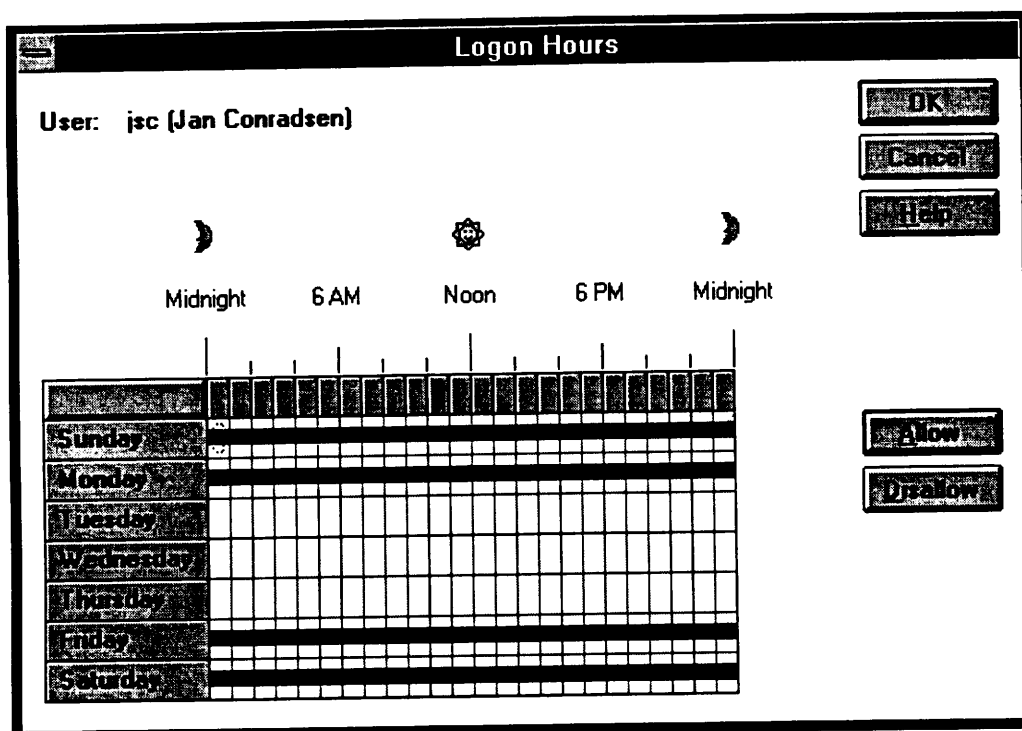 Logon Hours
User: jsc (Jan Conradsen)
OK
Cancel
Help
Midnight 6 AM Noon 6 PM Midnight
Sunday
Monday
Tuesday
Wednesday
Thursday
Friday
Saturday
Allow
Disallow